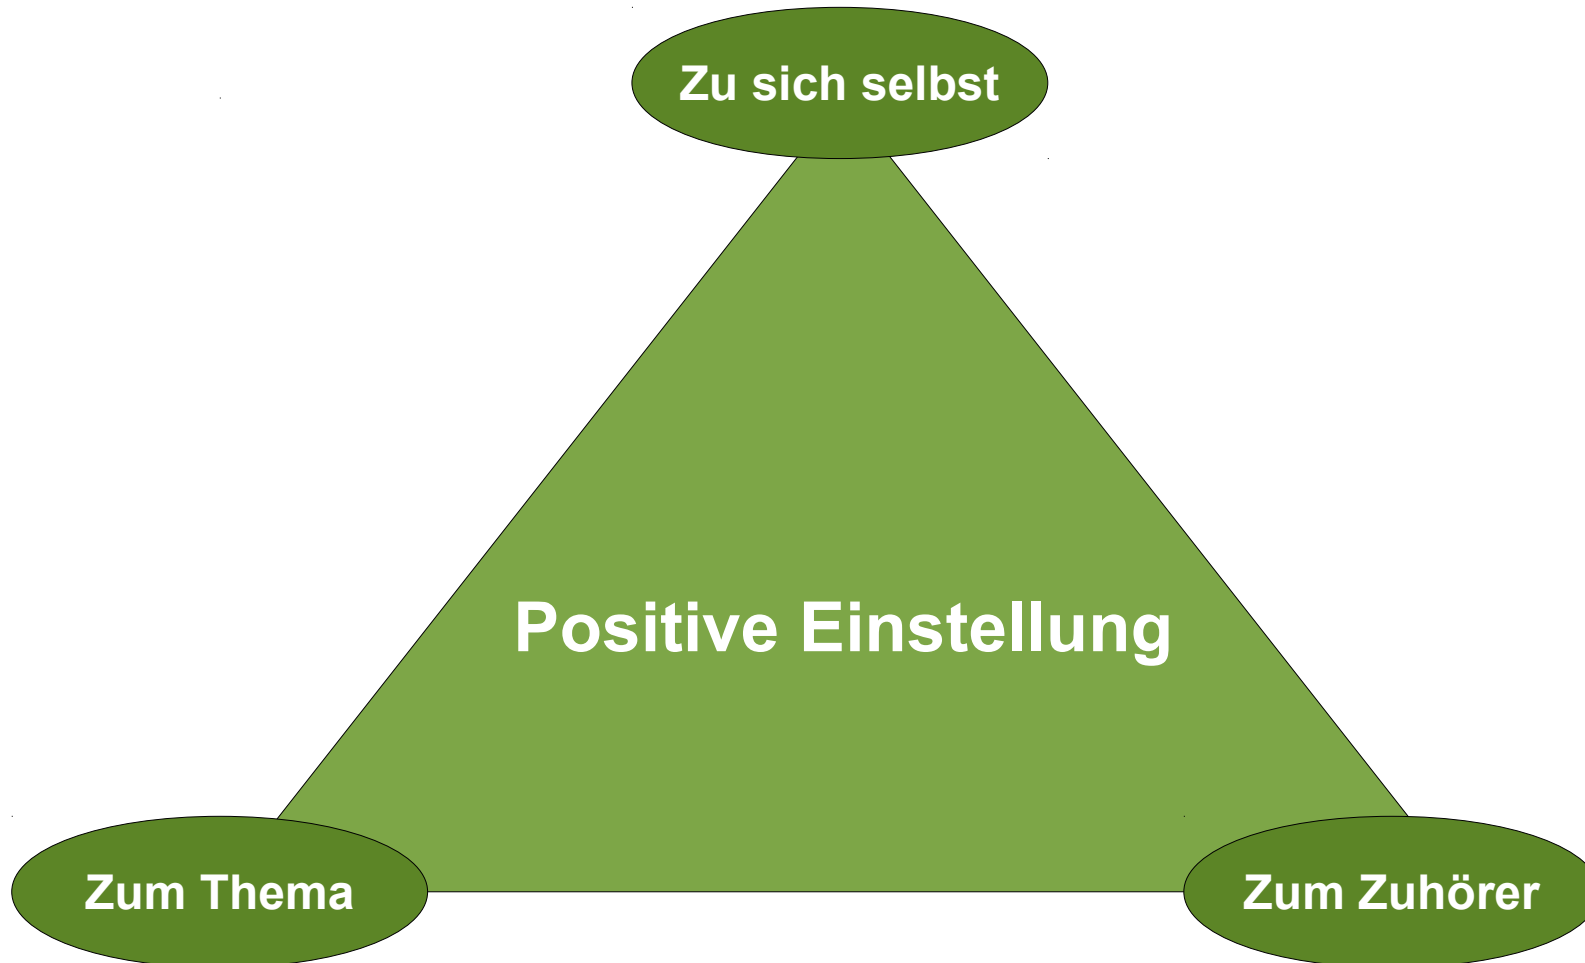 Zu sich selbst
Positive Einstellung
Zum Thema
Zum Zuhörer